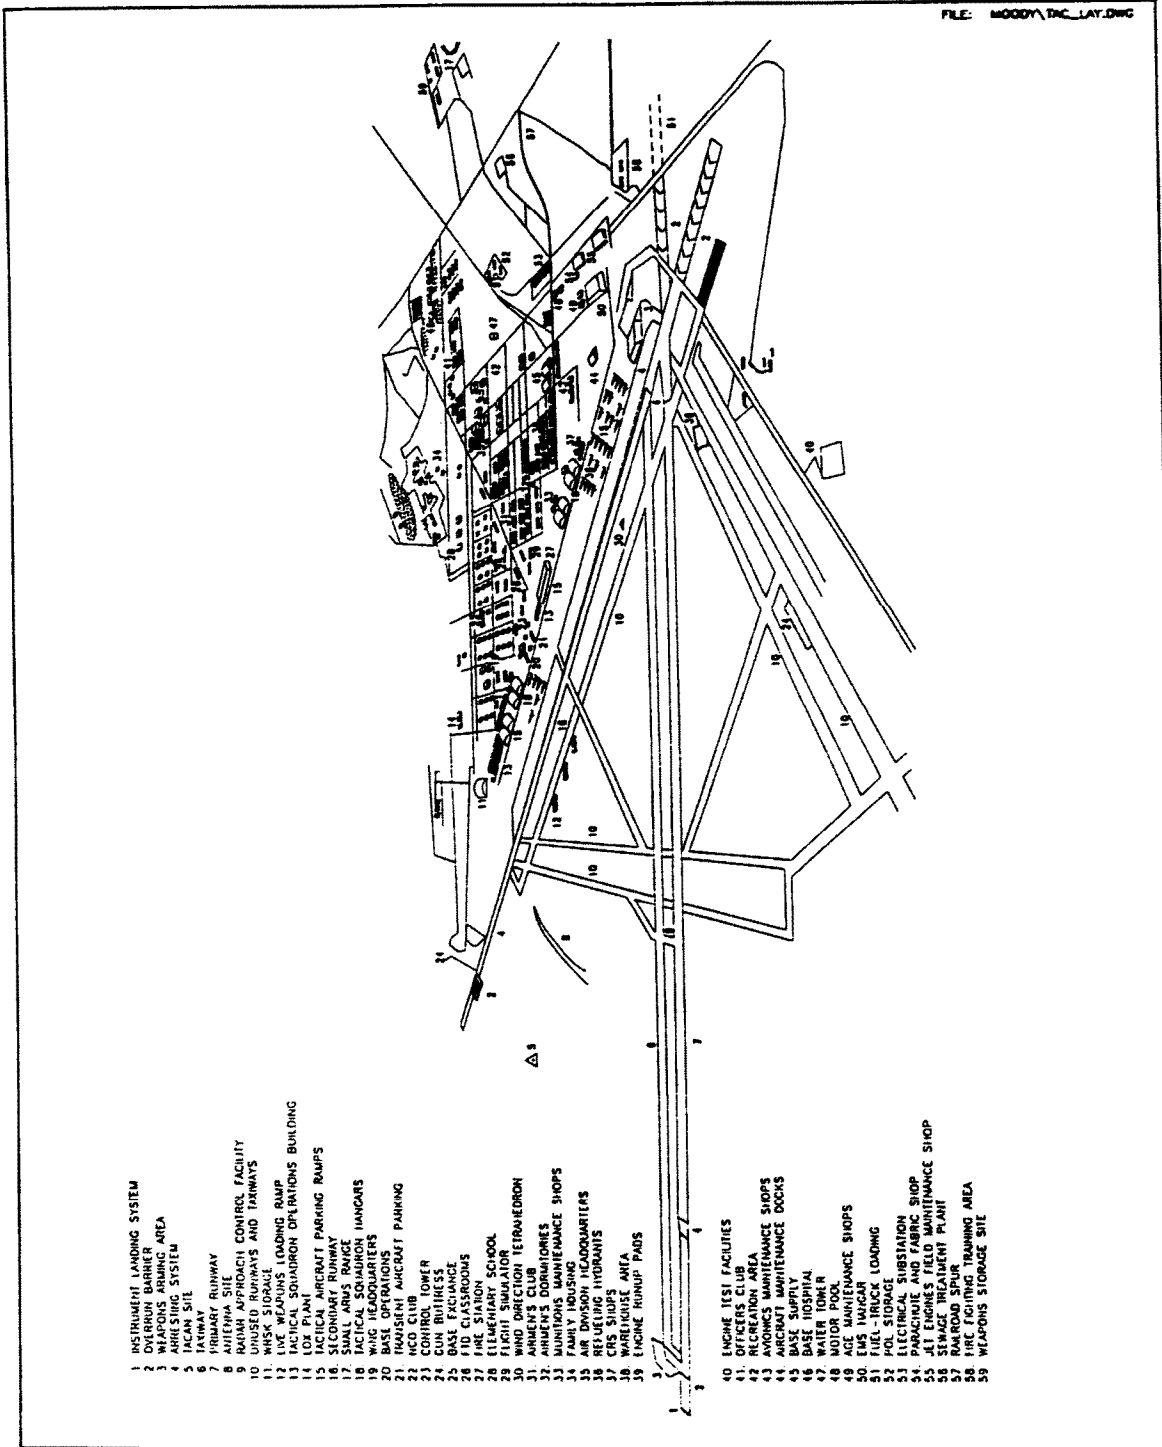 FILE: MOODY\TAC_LAY.DWG
1 INSTRUMENT LANDING SYSTEM
2 OVERRUN BARRIER
3 WEAPONS ARMING AREA
4 ARRESTING SYSTEM
5 TACAN SITE
6 TAXIWAY
7 PRIMARY RUNWAY
8 ANTENNA SITE
9 RADAR APPROACH CONTROL FACILITY
10 UNUSED RUNWAYS AND TAXIWAYS
11. WRSK STORAGE
12 LIVE WEAPONS LOADING RAMP
13 TACTICAL SQUADRON OPERATIONS BUILDING
14 LOX PLANT
15 TACTICAL AIRCRAFT PARKING RAMPS
16. SECONDARY RUNWAY
17. SMALL ARMS RANGE
18 TACTICAL SQUADRON HANGARS
19. WING HEADQUARTERS
20 BASE OPERATIONS
21. TRANSIENT AIRCRAFT PARKING
22 NCO CLUB
23 CONTROL TOWER
24. GUN BUTTRESS
25 BASE EXCHANGE
26 FTD CLASSROOMS
27 FIRE STATION
28 ELEMENTARY SCHOOL
29 FLIGHT SIMULATOR
30 WIND DIRECTION TETRAHEDRON
31. AIRMEN'S CLUB
32. AIRMEN'S DORMITORIES
33 MUNITIONS MAINTENANCE SHOPS
34 FAMILY HOUSING
35 AIR DIVISION HEADQUARTERS
36 REFUELING HYDRANTS
37 CRS SHOPS
38. WAREHOUSE AREA
39 ENGINE RUNUP PADS
40 ENGINE TEST FACILITIES
41. OFFICERS CLUB
42 RECREATION AREA
43 AVIONICS MAINTENANCE SHOPS
44 AIRCRAFT MAINTENANCE DOCKS
45 BASE SUPPLY
46 BASE HOSPITAL
47. WATER TOWER
48 MOTOR POOL
49 AGE MAINTENANCE SHOPS
50. EMS HANGAR
51 FUEL-TRUCK LOADING
52 POL STORAGE
53 ELECTRICAL SUBSTATION
54. PARACHUTE AND FABRIC SHOP
55 JET ENGINES FIELD MAINTENANCE SHOP
56 SEWAGE TREATMENT PLANT
57 RAILROAD SPUR
58. FIRE FIGHTING TRAINING AREA
59 WEAPONS STORAGE SITE